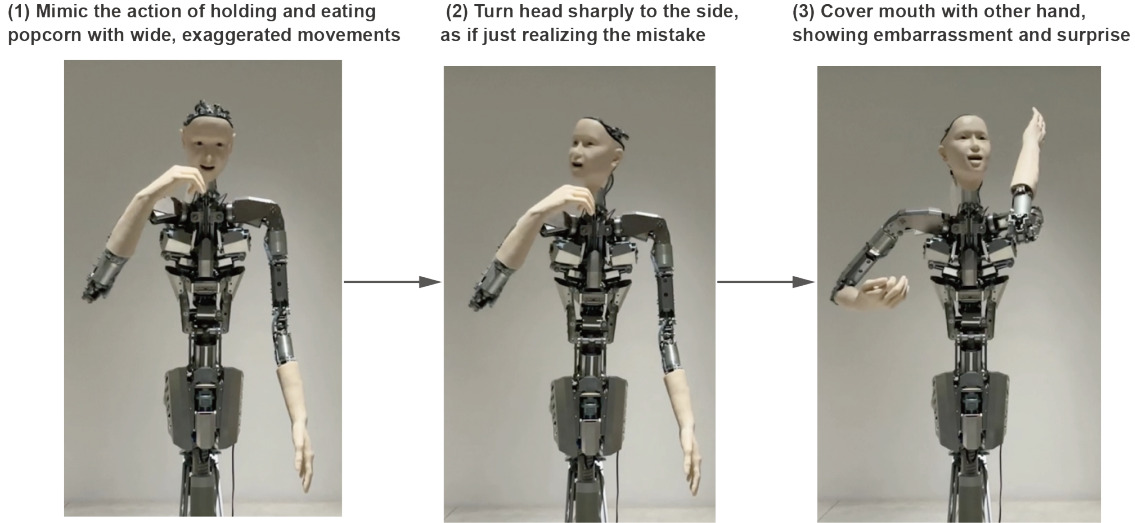 (1) Mimic the action of holding and eating
popcorn with wide, exaggerated movements
(2) Turn head sharply to the side,
as if just realizing the mistake
(3) Cover mouth with other hand,
showing embarrassment and surprise